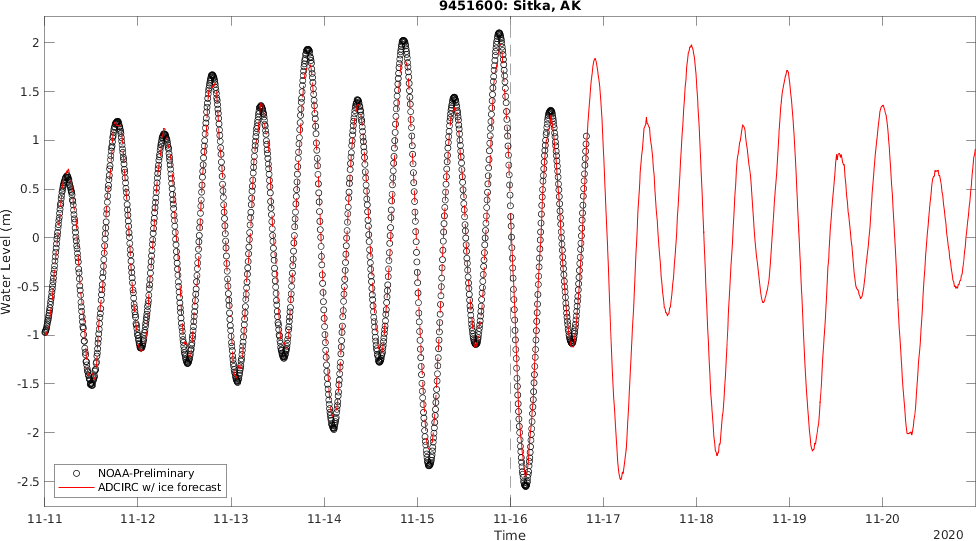 9451600: Sitka, AK
2
1.5
1
0.5
0
-0.5
-1
-1.5
-2
-2.5
Water Level (m)
NOAA-Preliminary
ADCIRC w/ ice forecast
11-11 11-12 11-13 11-14 11-15 11-16 11-17 11-18 11-19 11-20
Time
2020